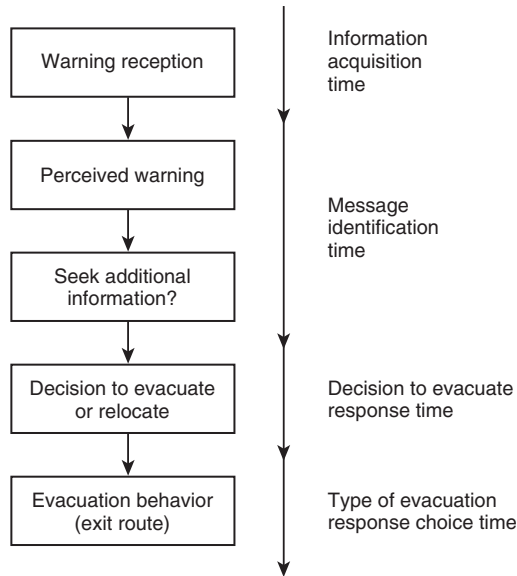 Warning reception
Information
acquisition
time
Perceived warning
Message
identification
time
Seek additional
information?
Decision to evacuate
or relocate
Decision to evacuate
response time
Evacuation behavior
(exit route)
Type of evacuation
response choice time